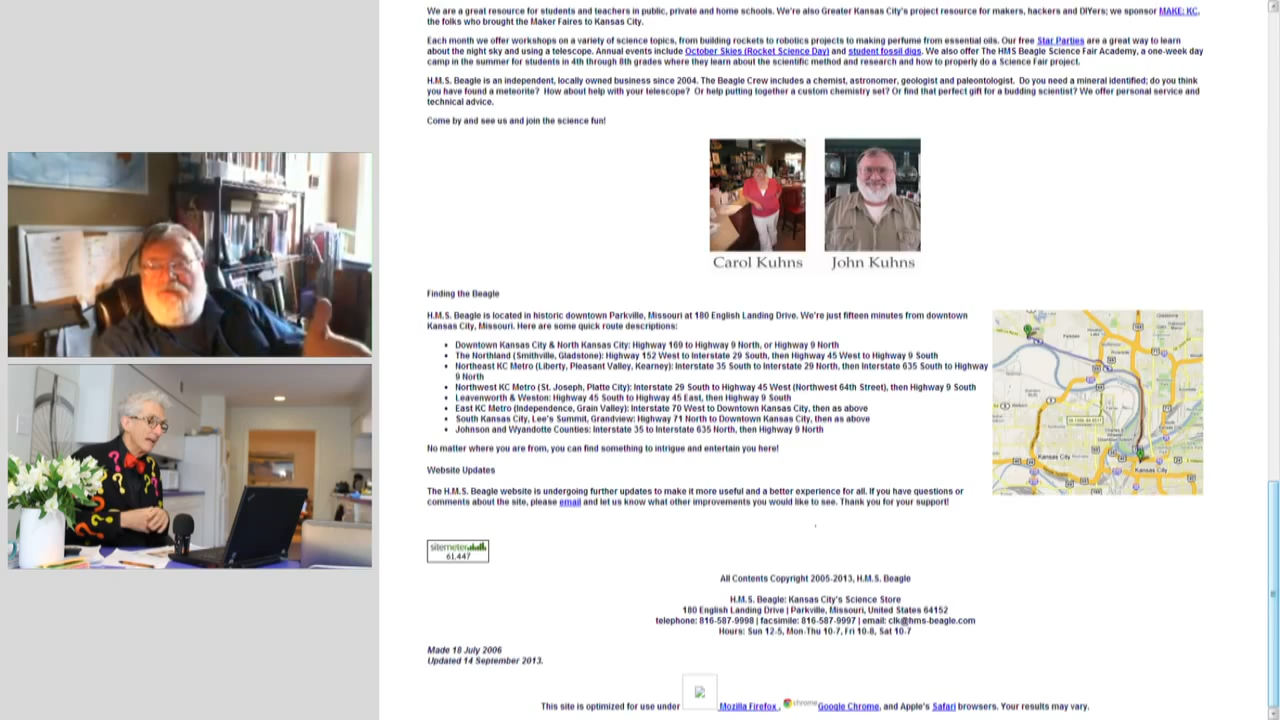 We are a great resource for students and teachers in public, private and home schools. We're also Greater Kansas City's project resource for makers, hackers and DIYers; we sponsor MAKE: KC,
the folks who brought the Maker Faires to Kansas City.
Each month we offer workshops on a variety of science topics, from building rockets to robotics projects to making perfume from essential oils. Our free Star Parties are a great way to learn
about the night sky and using a telescope. Annual events include October Skies (Rocket Science Day) and student fossil digs. We also offer The HMS Beagle Science Fair Academy, a one-week day
camp in the summer for students in 4th through 8th grades where they learn about the scientific method and research and how to properly do a Science Fair project.
H.M.S. Beagle is an independent, locally owned business since 2004. The Beagle Crew includes a chemist, astronomer, geologist and paleontologist. Do you need a mineral identified; do you think
you have found a meteorite? How about help with your telescope? Or help putting together a custom chemistry set? Or find that perfect gift for a budding scientist? We offer personal service and
technical advice.
Come by and see us and join the science fun!
Carol Kuhns
John Kuhns
Finding the Beagle
H.M.S. Beagle is located in historic downtown Parkville, Missouri at 180 English Landing Drive. We're just fifteen minutes from downtown
Kansas City, Missouri. Here are some quick route descriptions:
• Downtown Kansas City & North Kansas City: Highway 169 to Highway 9 North, or Highway 9 North
• The Northland (Smithville, Gladstone): Highway 152 West to Interstate 29 South, then Highway 45 West to Highway 9 South
• Northeast KC Metro (Liberty, Pleasant Valley, Kearney): Interstate 35 South to Interstate 29 North, then Interstate 635 South to Highway
9 North
• Northwest KC Metro (St. Joseph, Platte City): Interstate 29 South to Highway 45 West (Northwest 64th Street), then Highway 9 South
• Leavenworth & Weston: Highway 45 South to Highway 45 East, then Highway 9 South
• East KC Metro (Independence, Grain Valley): Interstate 70 West to Downtown Kansas City, then as above
• South Kansas City, Lee's Summit, Grandview: Highway 71 North to Downtown Kansas City, then as above
• Johnson and Wyandotte Counties: Interstate 35 to Interstate 635 North, then Highway 9 North
Kansas City
Kansas City
No matter where you are from, you can find something to intrigue and entertain you here!
Website Updates
The H.M.S. Beagle website is undergoing further updates to make it more useful and a better experience for all. If you have questions or
comments about the site, please email and let us know what other improvements you would like to see. Thank you for your support!
sitemeter
61,447
All Contents Copyright 2005-2013, H.M.S. Beagle
H.M.S. Beagle: Kansas City's Science Store
180 English Landing Drive | Parkville, Missouri, United States 64152
telephone: 816-587-9998 | facsimile: 816-587-9997 | email: clk@hms-beagle.com
Hours: Sun 12-5, Mon-Thu 10-7, Fri 10-8, Sat 10-7
Made 18 July 2006
Updated 14 September 2013.
This site is optimized for use under Mozilla Firefox, chrome Google Chrome, and Apple's Safari browsers. Your results may vary.